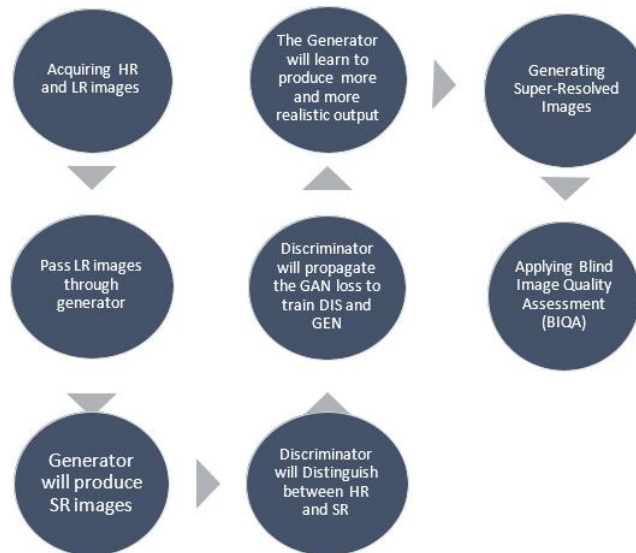 Acquiring HR
and LR images
Pass LR images
through
generator
Generator
will produce
SR images
Discriminator
will Distinguish
between HR
and SR
Discriminator
will propagate
the GAN loss to
train DIS and
GEN
The Generator
will learn to
produce more
and more
realistic output
Generating
Super-Resolved
Images
Applying Blind
Image Quality
Assessment
(BIQA)